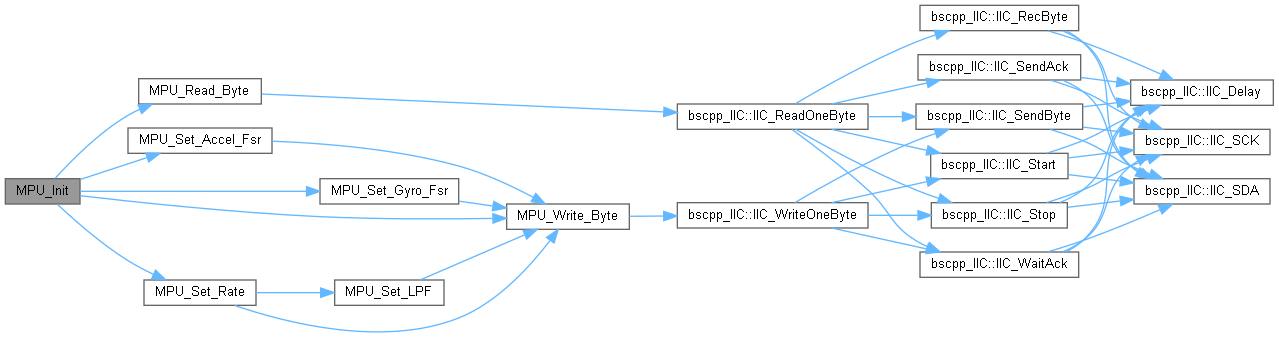 MPU_Init
MPU_Read_Byte
MPU_Set_Accel_Fsr
MPU_Set_Gyro_Fsr
MPU_Set_Rate
MPU_Set_LPF
MPU_Write_Byte
bscpp_IIC::IIC_ReadOneByte
bscpp_IIC::IIC_WriteOneByte
bscpp_IIC::IIC_RecByte
bscpp_IIC::IIC_SendAck
bscpp_IIC::IIC_SendByte
bscpp_IIC::IIC_Start
bscpp_IIC::IIC_Stop
bscpp_IIC::IIC_WaitAck
bscpp_IIC::IIC_Delay
bscpp_IIC::IIC_SCK
bscpp_IIC::IIC_SDA